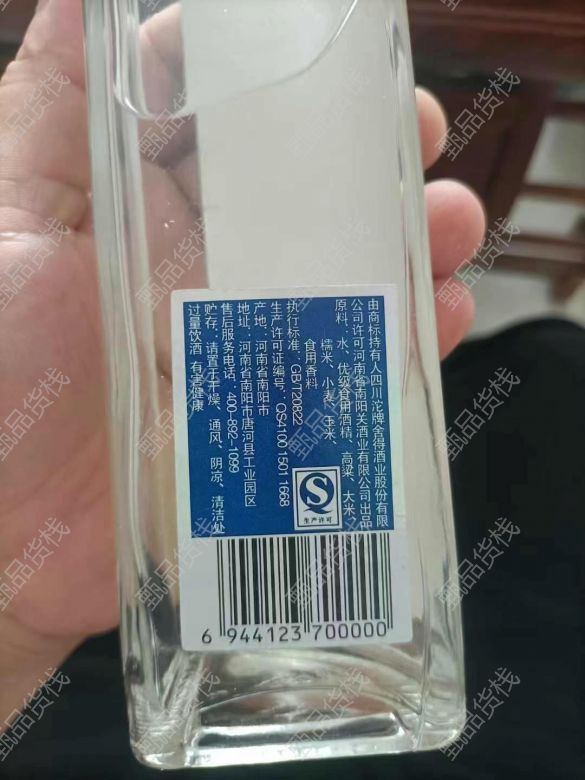 由商标持有人四川沱牌舍得酒业股份有限
公司许可河南省南阳关酒业有限公司出品
原料：水、优级食用酒精、高粱、大米、
糯米、小麦、玉米、
食用香料
执行标准：GB/T20822
生产许可证编号：QS4100 1501 1668
产地：河南省南阳市
地址：河南省南阳市唐河县工业园区
售后服务电话：400-882-1099
贮存：请置于干燥、通风、阴凉、清洁处
过量饮酒 有害健康
生产许可
6 944123 700000
甄品货栈